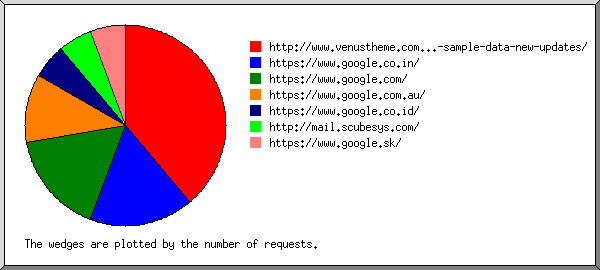 http://www.venustheme.com...-sample-data-new-updates/
https://www.google.co.in/
https://www.google.com/
https://www.google.com.au/
https://www.google.co.id/
http://mail.scubesys.com/
https://www.google.sk/
The wedges are plotted by the number of requests.